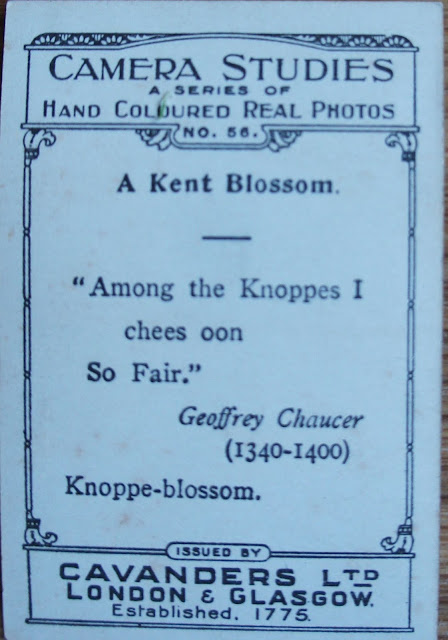 CAMERA STUDIES
A SERIES OF
HAND COLOURED REAL PHOTOS
NO. 56.
A Kent Blossom.
"Among the Knoppes I
chees oon
So Fair."
Geoffrey Chaucer
(1340-1400)
Knoppe-blossom.
ISSUED BY
CAVANDERS LTD
LONDON & GLASGOW.
Established, 1775.